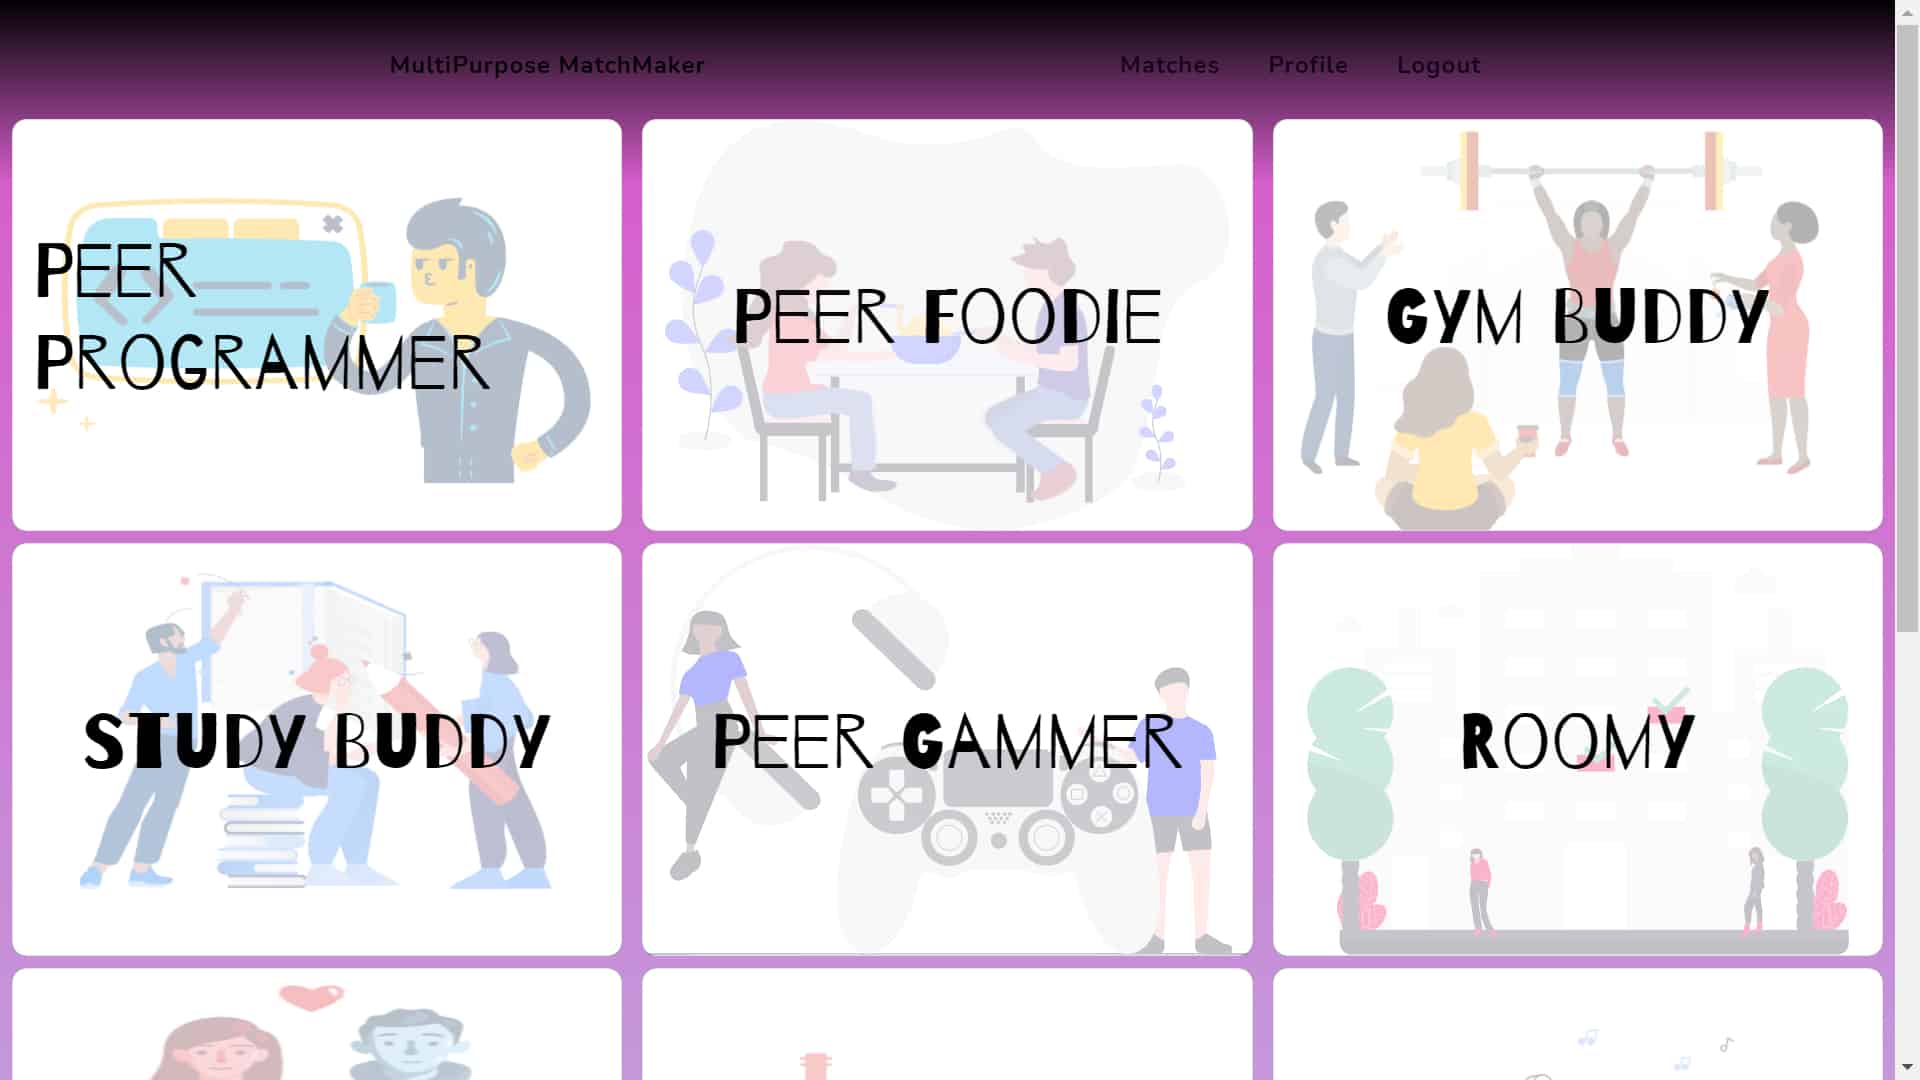 MultiPurpose MatchMaker
Matches Profile Logout
Peer
Programmer
Peer Foodie
Gym Buddy
Study Buddy
Peer Gammer
Roomy